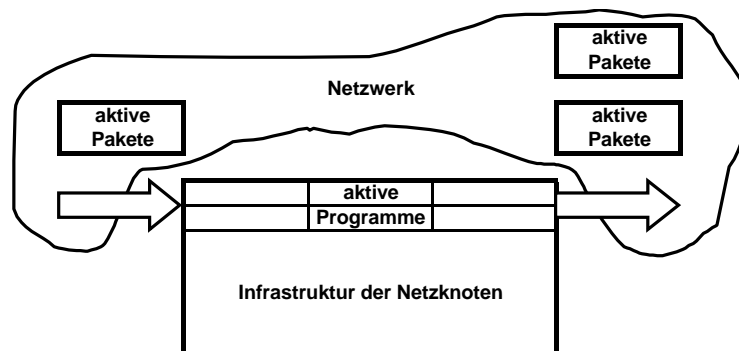 aktive
Pakete
Netzwerk
aktive
Pakete
aktive
Pakete
aktive
Programme
Infrastruktur der Netzknoten